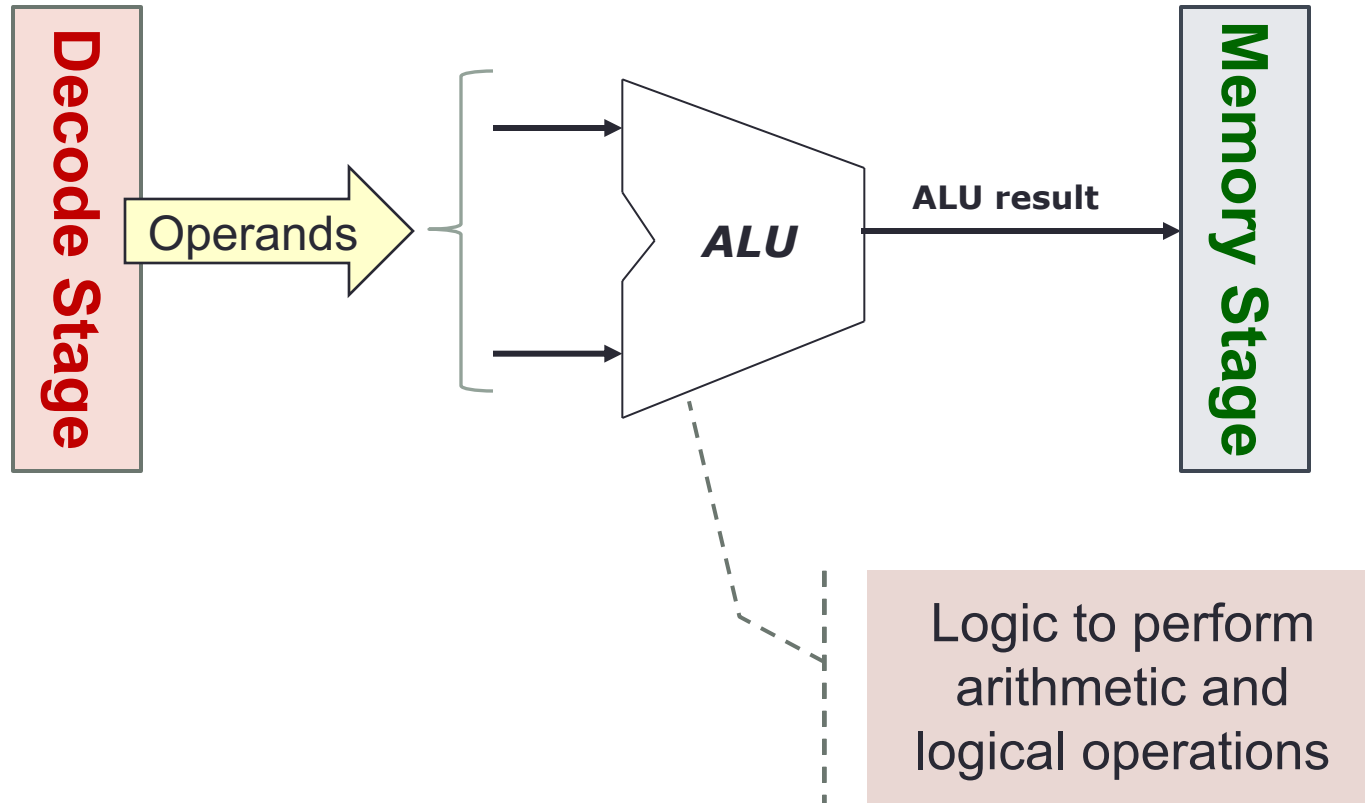 Decode Stage
Operands
ALU
ALU result
Memory Stage
Logic to perform
arithmetic and
logical operations